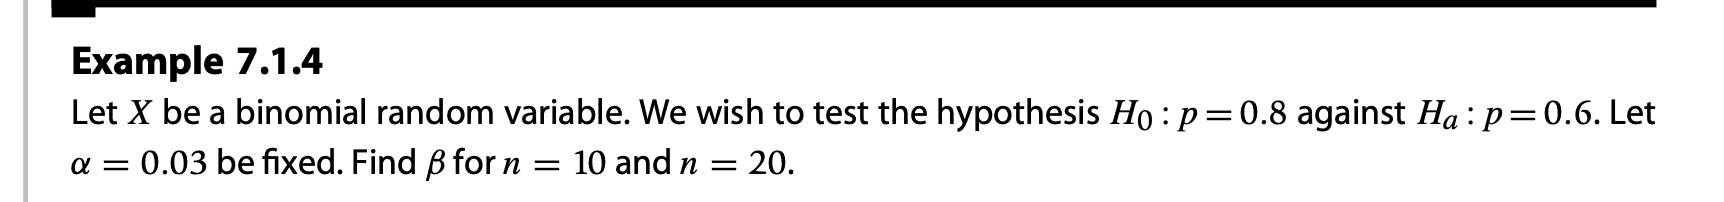 Example 7.1.4
Let X be a binomial random variable. We wish to test the hypothesis H₀ : p = 0.8 against Hₐ : p = 0.6. Let
α = 0.03 be fixed. Find β for n = 10 and n = 20.